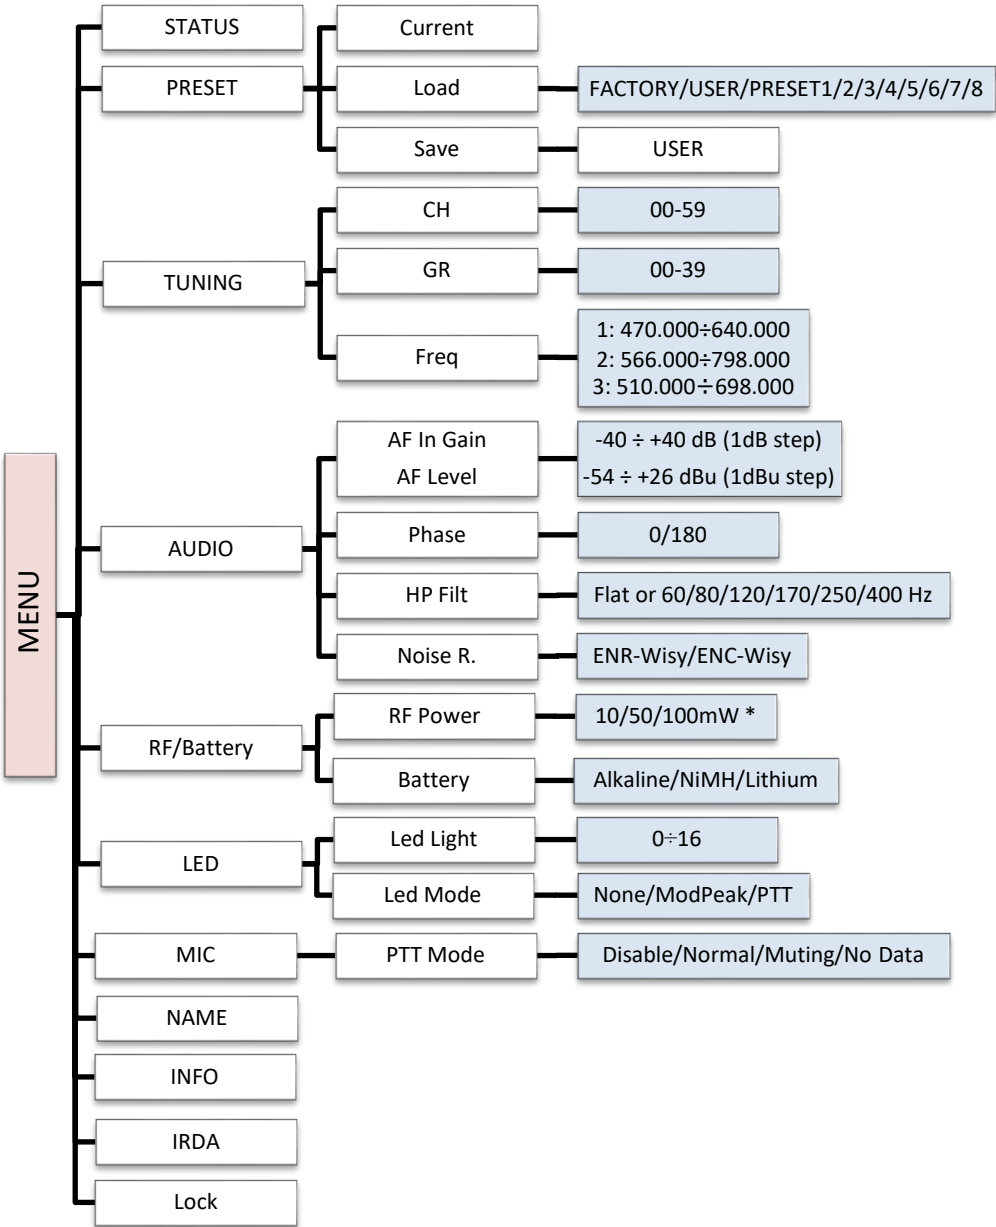 MENU
STATUS
PRESET
Current
Load
FACTORY/USER/PRESET1/2/3/4/5/6/7/8
Save
USER
TUNING
CH
00-59
GR
00-39
Freq
1: 470.000÷640.000
2: 566.000÷798.000
3: 510.000÷698.000
AUDIO
AF In Gain
AF Level
-40 ÷ +40 dB (1dB step)
-54 ÷ +26 dBu (1dBu step)
Phase
0/180
HP Filt
Flat or 60/80/120/170/250/400 Hz
Noise R.
ENR-Wisy/ENC-Wisy
RF/Battery
RF Power
10/50/100mW *
Battery
Alkaline/NiMH/Lithium
LED
Led Light
0÷16
Led Mode
None/ModPeak/PTT
MIC
PTT Mode
Disable/Normal/Muting/No Data
NAME
INFO
IRDA
Lock